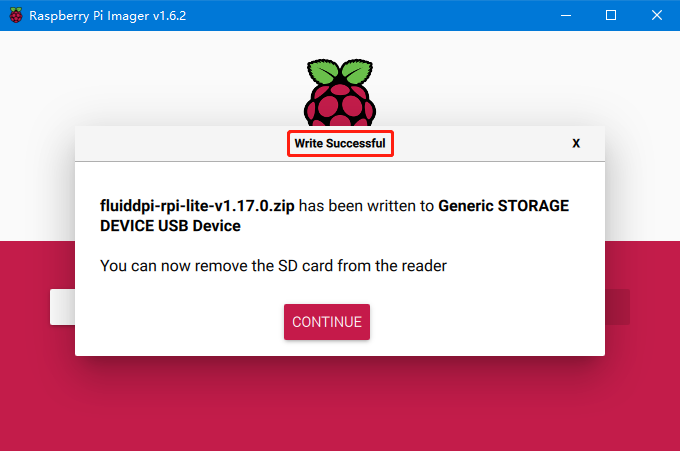 Raspberry Pi Imager v1.6.2
Write Successful
X
fluiddpi-rpi-lite-v1.17.0.zip has been written to Generic STORAGE
DEVICE USB Device
You can now remove the SD card from the reader
CONTINUE